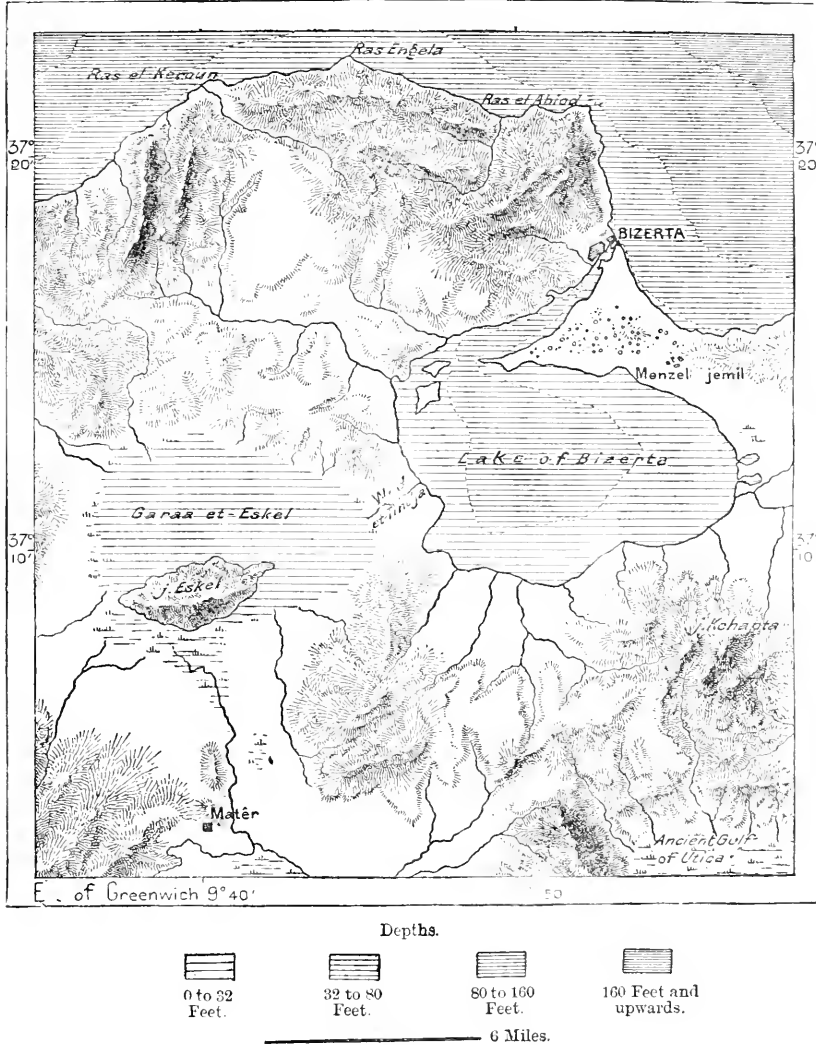 Ras Engela
Ras el-Keraun
Ras el Abiod
37°
20'
37°
20'
BIZERTA
Menzel jemil
Lake of Bizerta
Garaa et-Eskel
37°
10'
37°
10'
J. Eskel
J. Kchabta
Matêr
Ancient Gulf
of Utica
E. of Greenwich 9°40'
50
Depths.
0 to 32
Feet.
32 to 80
Feet.
80 to 160
Feet.
160 Feet and
upwards.
6 Miles.